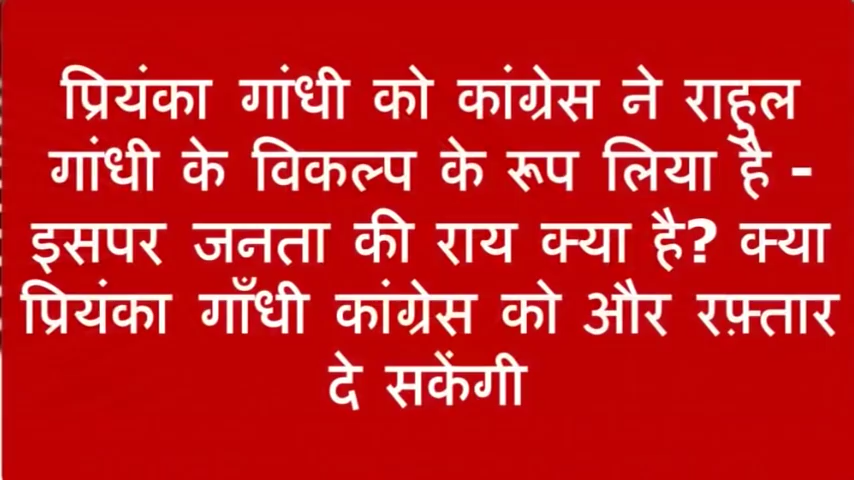 प्रियंका गांधी को कांग्रेस ने राहुल
गांधी के विकल्प के रूप लिया है -
इसपर जनता की राय क्या है? क्या
प्रियंका गाँधी कांग्रेस को और रफ़्तार
दे सकेंगी